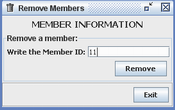 Remove Members
MEMBER INFORMATION
Remove a member:
Write the Member ID: 11
Remove
Exit